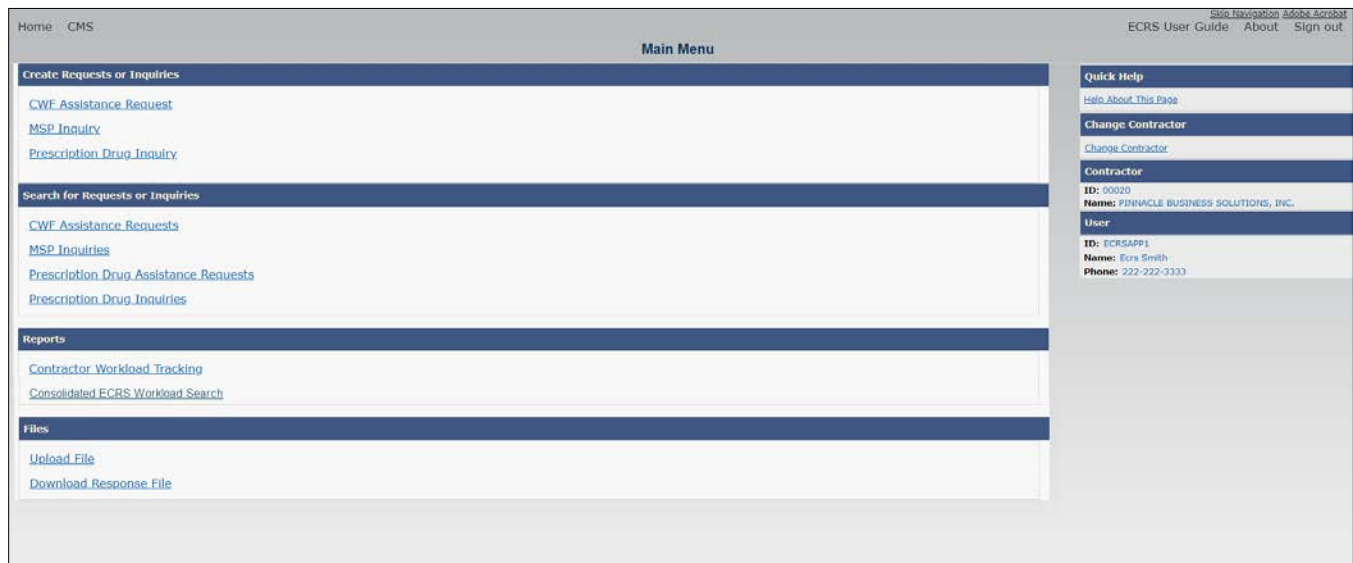 Skip Navigation Adobe Acrobat
Home CMS ECRS User Guide About Sign out
Main Menu
Create Requests or Inquiries
CWF Assistance Request
MSP Inquiry
Prescription Drug Inquiry
Search for Requests or Inquiries
CWF Assistance Requests
MSP Inquiries
Prescription Drug Assistance Requests
Prescription Drug Inquiries
Reports
Contractor Workload Tracking
Consolidated ECRS Workload Search
Files
Upload File
Download Response File
Quick Help
Help About This Page
Change Contractor
Change Contractor
Contractor
ID: 00020
Name: PINNACLE BUSINESS SOLUTIONS, INC.
User
ID: ECRSAPP1
Name: Ecrs Smith
Phone: 222-222-3333